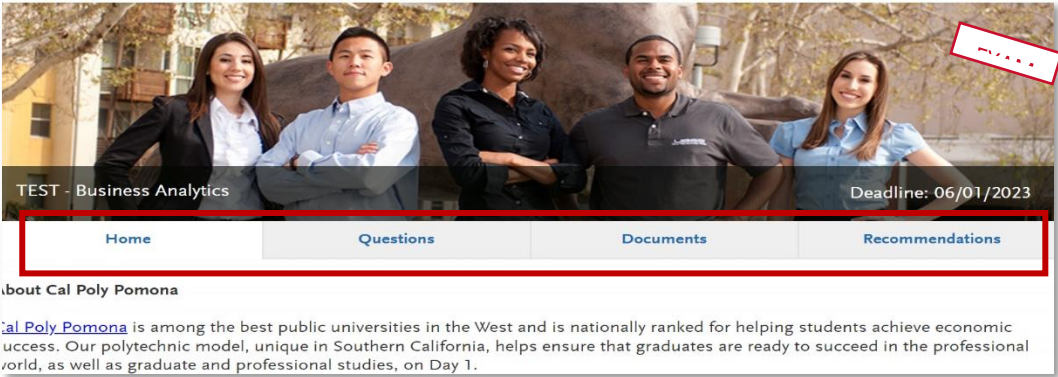 TEST - Business Analytics
Deadline: 06/01/2023
Home
Questions
Documents
Recommendations
About Cal Poly Pomona
Cal Poly Pomona is among the best public universities in the West and is nationally ranked for helping students achieve economic
success. Our polytechnic model, unique in Southern California, helps ensure that graduates are ready to succeed in the professional
world, as well as graduate and professional studies, on Day 1.